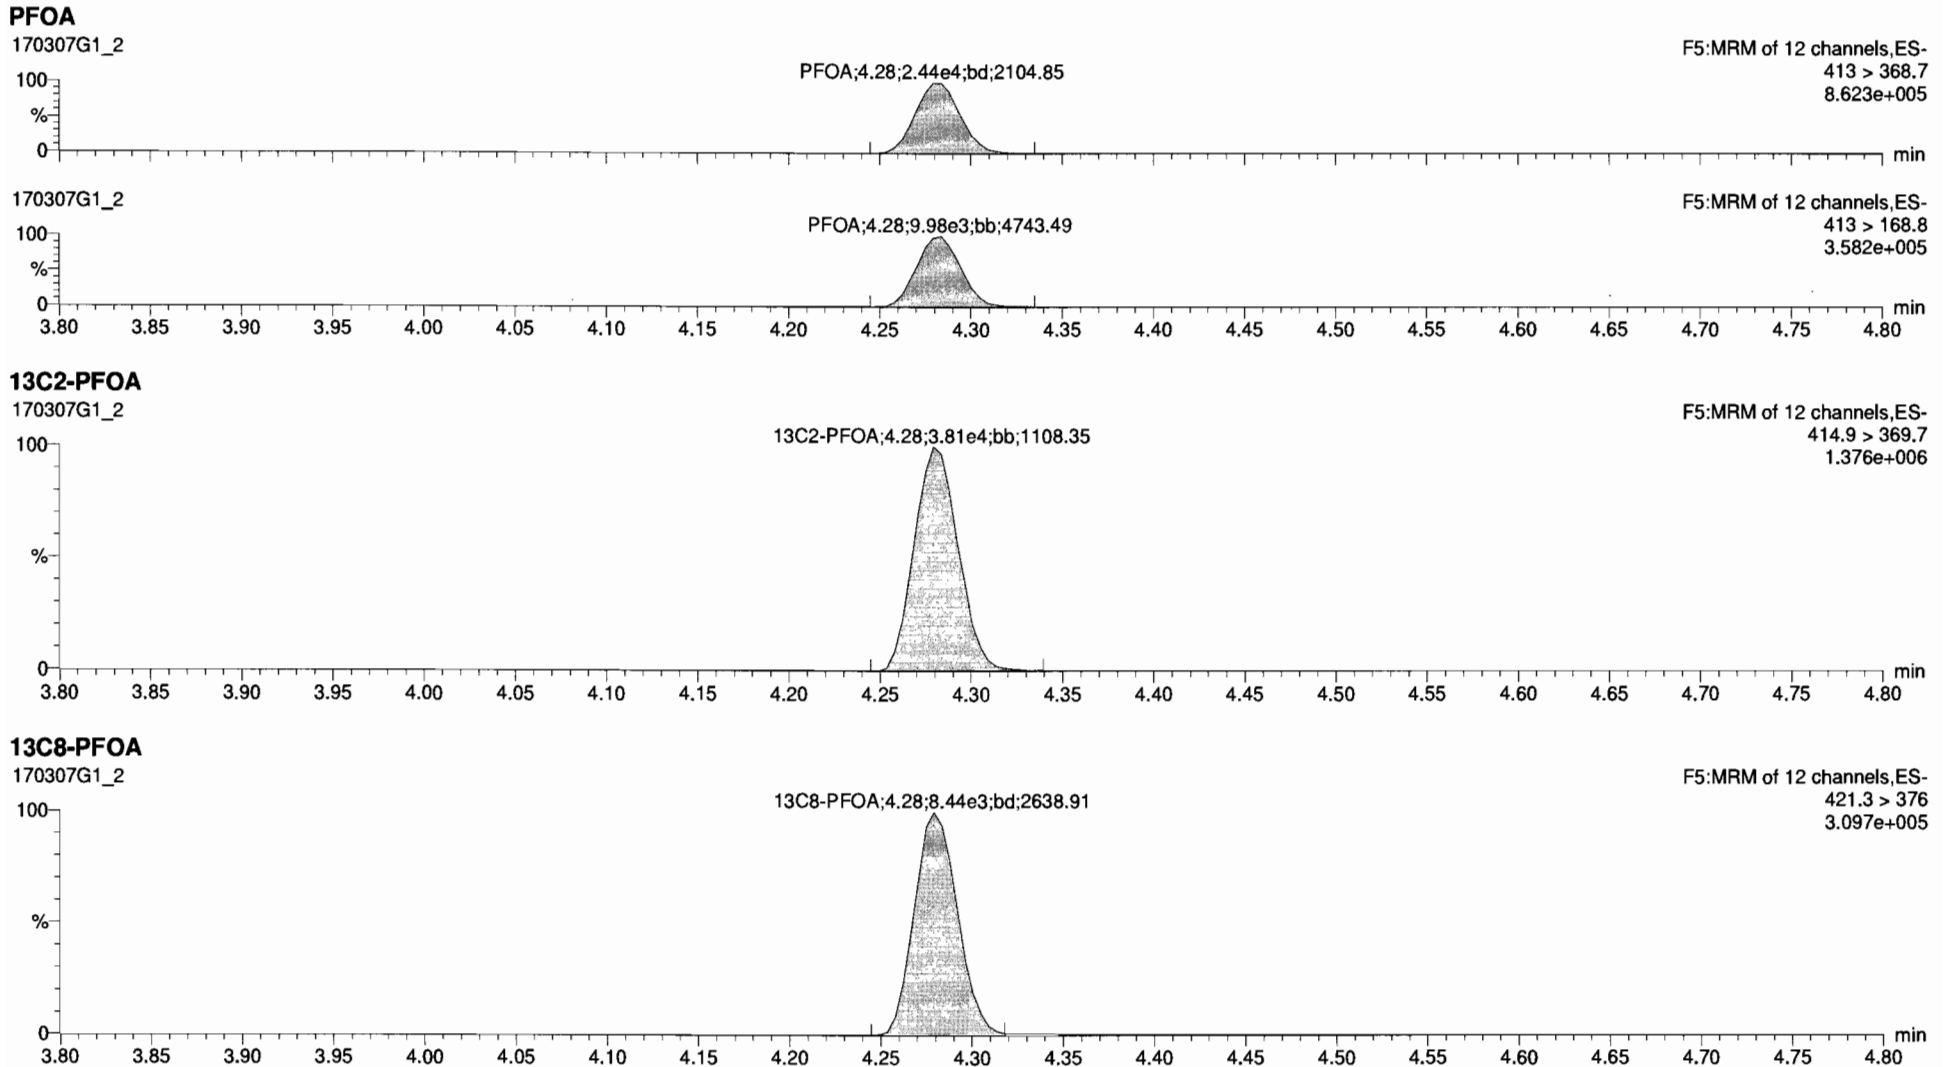 PFOA
170307G1_2
F5:MRM of 12 channels,ES-
413 > 368.7
8.623e+005
PFOA;4.28;2.44e4;bd;2104.85
100
%
0
min
170307G1_2
F5:MRM of 12 channels,ES-
413 > 168.8
3.582e+005
PFOA;4.28;9.98e3;bb;4743.49
100
%
0
min
3.80 3.85 3.90 3.95 4.00 4.05 4.10 4.15 4.20 4.25 4.30 4.35 4.40 4.45 4.50 4.55 4.60 4.65 4.70 4.75 4.80
13C2-PFOA
170307G1_2
F5:MRM of 12 channels,ES-
414.9 > 369.7
1.376e+006
13C2-PFOA;4.28;3.81e4;bb;1108.35
100
%
0
min
3.80 3.85 3.90 3.95 4.00 4.05 4.10 4.15 4.20 4.25 4.30 4.35 4.40 4.45 4.50 4.55 4.60 4.65 4.70 4.75 4.80
13C8-PFOA
170307G1_2
F5:MRM of 12 channels,ES-
421.3 > 376
3.097e+005
13C8-PFOA;4.28;8.44e3;bd;2638.91
100
%
0
min
3.80 3.85 3.90 3.95 4.00 4.05 4.10 4.15 4.20 4.25 4.30 4.35 4.40 4.45 4.50 4.55 4.60 4.65 4.70 4.75 4.80